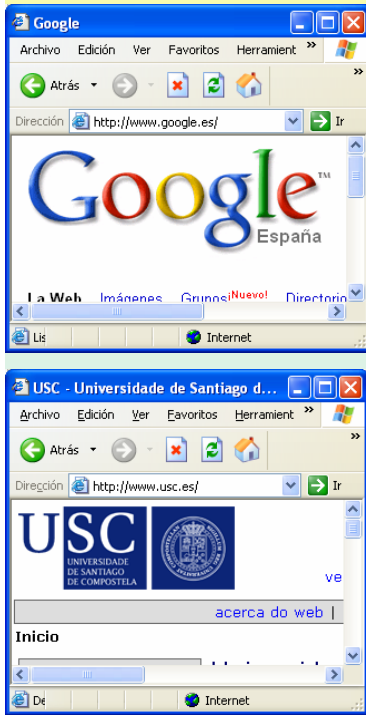 Google
Archivo Edición Ver Favoritos Herramient »
Atrás »
Dirección http://www.google.es/ Ir
Google™
España
La Web Imágenes Grupos¡Nuevo! Directorio
Lis Internet
USC - Universidade de Santiago d...
Archivo Edición Ver Favoritos Herramient »
Atrás »
Dirección http://www.usc.es/ Ir
USC
UNIVERSIDADE
DE SANTIAGO
DE COMPOSTELA
ve
acerca do web |
Inicio
De Internet